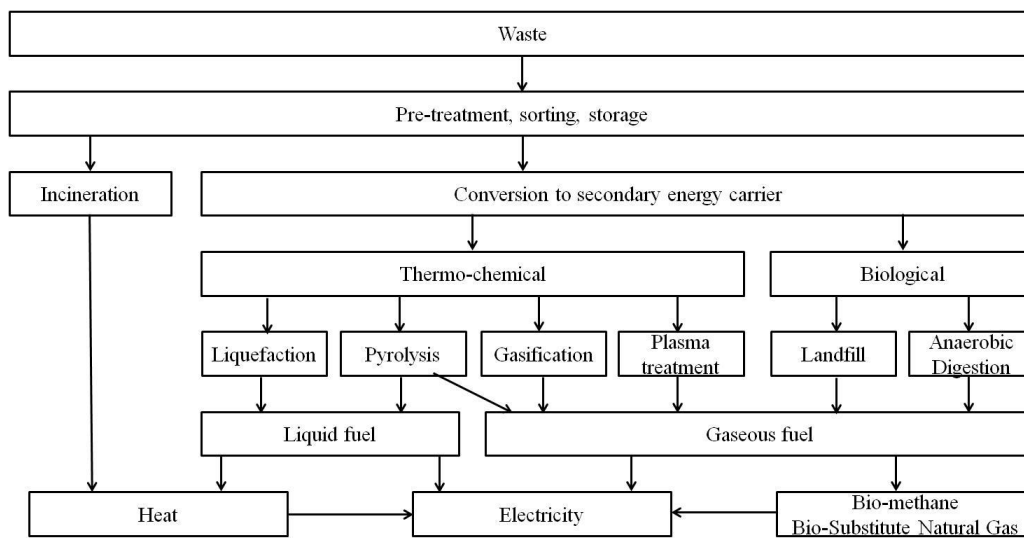 Waste
Pre-treatment, sorting, storage
Incineration
Conversion to secondary energy carrier
Thermo-chemical
Biological
Liquefaction
Pyrolysis
Gasification
Plasma
treatment
Landfill
Anaerobic
Digestion
Liquid fuel
Gaseous fuel
Heat
Electricity
Bio-methane
Bio-Substitute Natural Gas